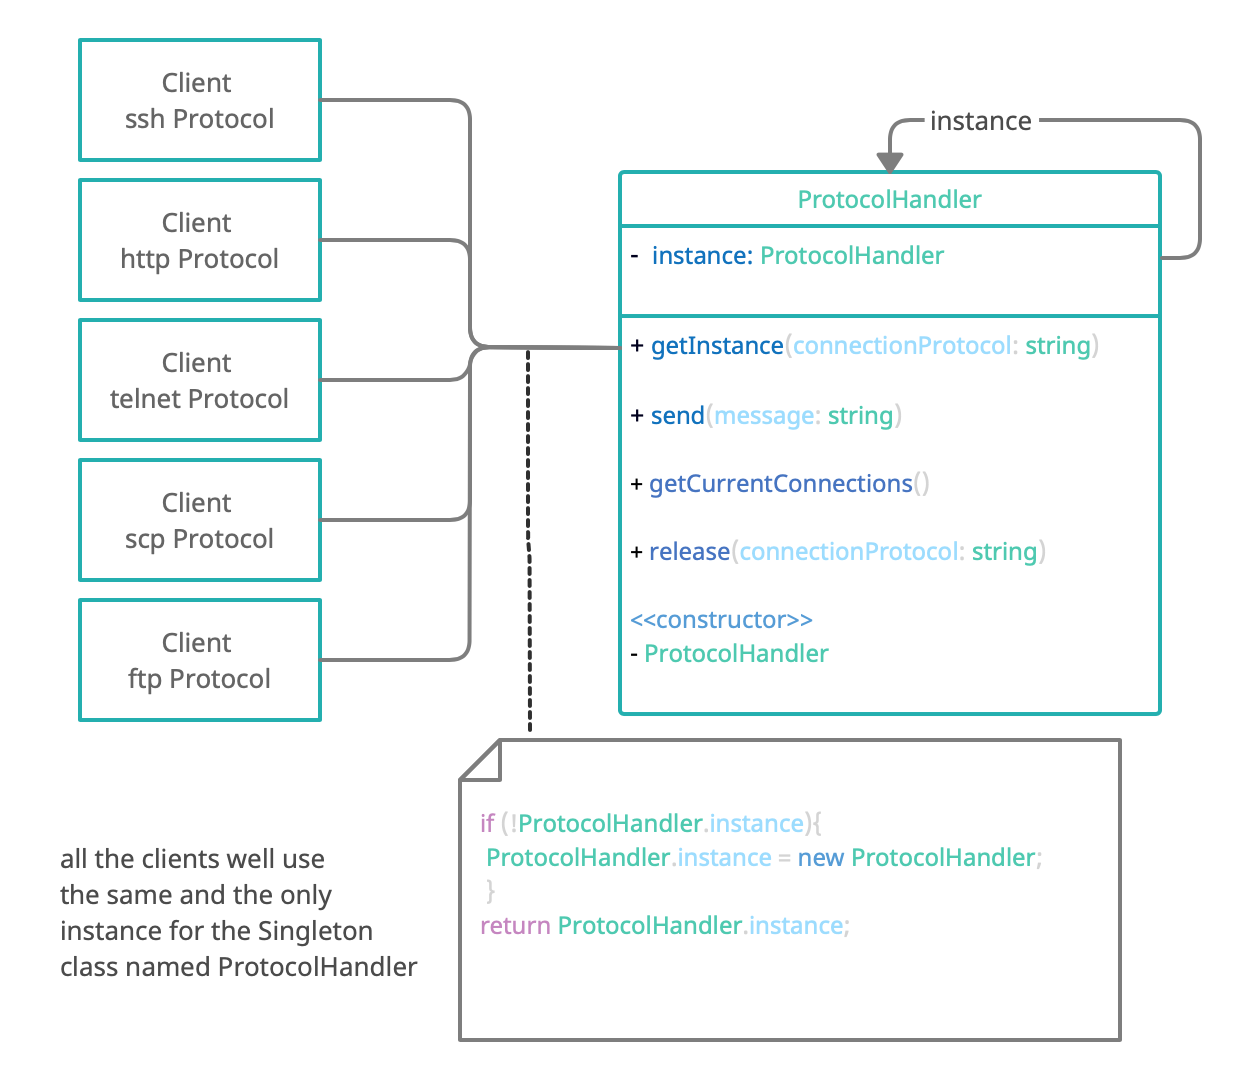 Client
ssh Protocol
Client
http Protocol
Client
telnet Protocol
Client
scp Protocol
Client
ftp Protocol
instance
ProtocolHandler
- instance: ProtocolHandler
+ getInstance(connectionProtocol: string)
+ send(message: string)
+ getCurrentConnections()
+ release(connectionProtocol: string)
<<constructor>>
- ProtocolHandler
if (!ProtocolHandler.instance){
ProtocolHandler.instance = new ProtocolHandler;
}
return ProtocolHandler.instance;
all the clients well use
the same and the only
instance for the Singleton
class named ProtocolHandler